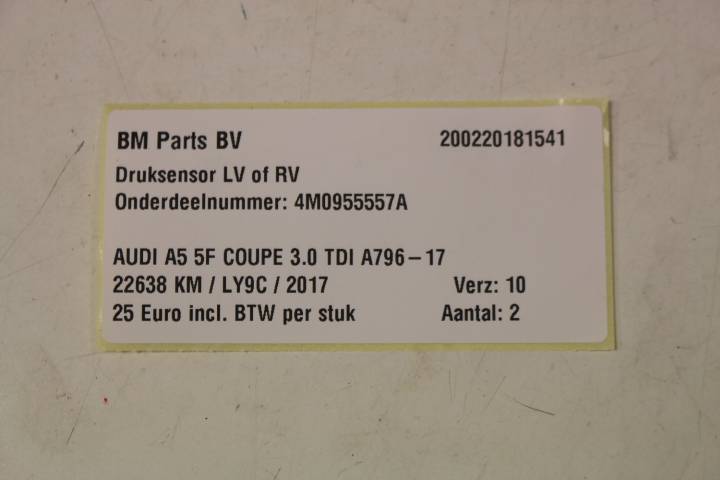 BM Parts BV 200220181541
Druksensor LV of RV
Onderdeelnummer: 4M0955557A
AUDI A5 5F COUPE 3.0 TDI A796-17
22638 KM / LY9C / 2017 Verz: 10
25 Euro incl. BTW per stuk Aantal: 2